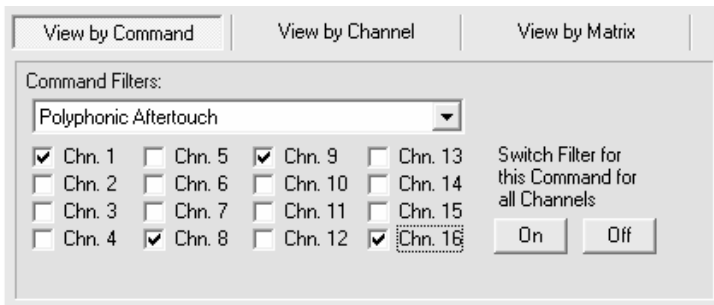 View by Command View by Channel View by Matrix
Command Filters:
Polyphonic Aftertouch
Chn. 1 Chn. 5 Chn. 9 Chn. 13
Chn. 2 Chn. 6 Chn. 10 Chn. 14
Chn. 3 Chn. 7 Chn. 11 Chn. 15
Chn. 4 Chn. 8 Chn. 12 Chn. 16
Switch Filter for
this Command for
all Channels
On Off